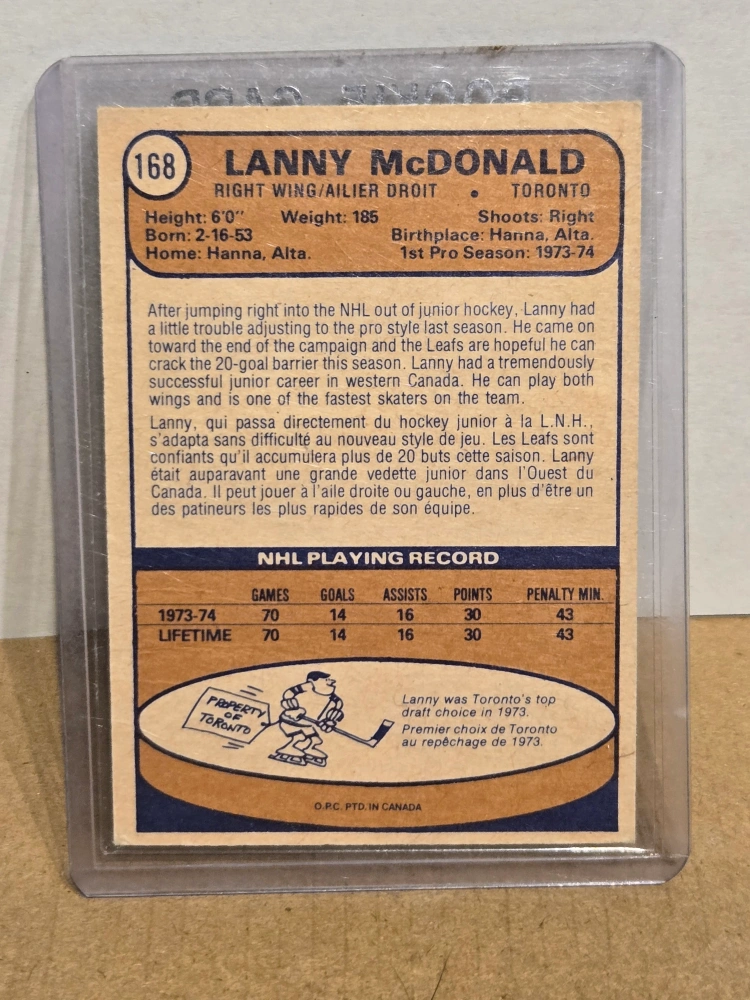 ROOKIE CARD
168
LANNY McDONALD
RIGHT WING/AILIER DROIT • TORONTO
Height: 6'0" Weight: 185 Shoots: Right
Born: 2-16-53 Birthplace: Hanna, Alta.
Home: Hanna, Alta. 1st Pro Season: 1973-74
After jumping right into the NHL out of junior hockey, Lanny had
a little trouble adjusting to the pro style last season. He came on
toward the end of the campaign and the Leafs are hopeful he can
crack the 20-goal barrier this season. Lanny had a tremendously
successful junior career in western Canada. He can play both
wings and is one of the fastest skaters on the team.
Lanny, qui passa directement du hockey junior à la L.N.H.,
s'adapta sans difficulté au nouveau style de jeu. Les Leafs sont
confiants qu'il accumulera plus de 20 buts cette saison. Lanny
était auparavant une grande vedette junior dans l'Ouest du
Canada. Il peut jouer à l'aile droite ou gauche, en plus d'être un
des patineurs les plus rapides de son équipe.
NHL PLAYING RECORD
GAMES GOALS ASSISTS POINTS PENALTY MIN.
1973-74 70 14 16 30 43
LIFETIME 70 14 16 30 43
PROPERTY
OF
TORONTO
Lanny was Toronto's top
draft choice in 1973.
Premier choix de Toronto
au repêchage de 1973.
O.P.C. PTD. IN CANADA